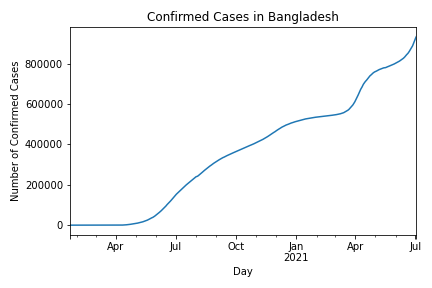 Confirmed Cases in Bangladesh
Number of Confirmed Cases
800000
600000
400000
200000
0
Apr Jul Oct Jan Apr Jul
2021
Day